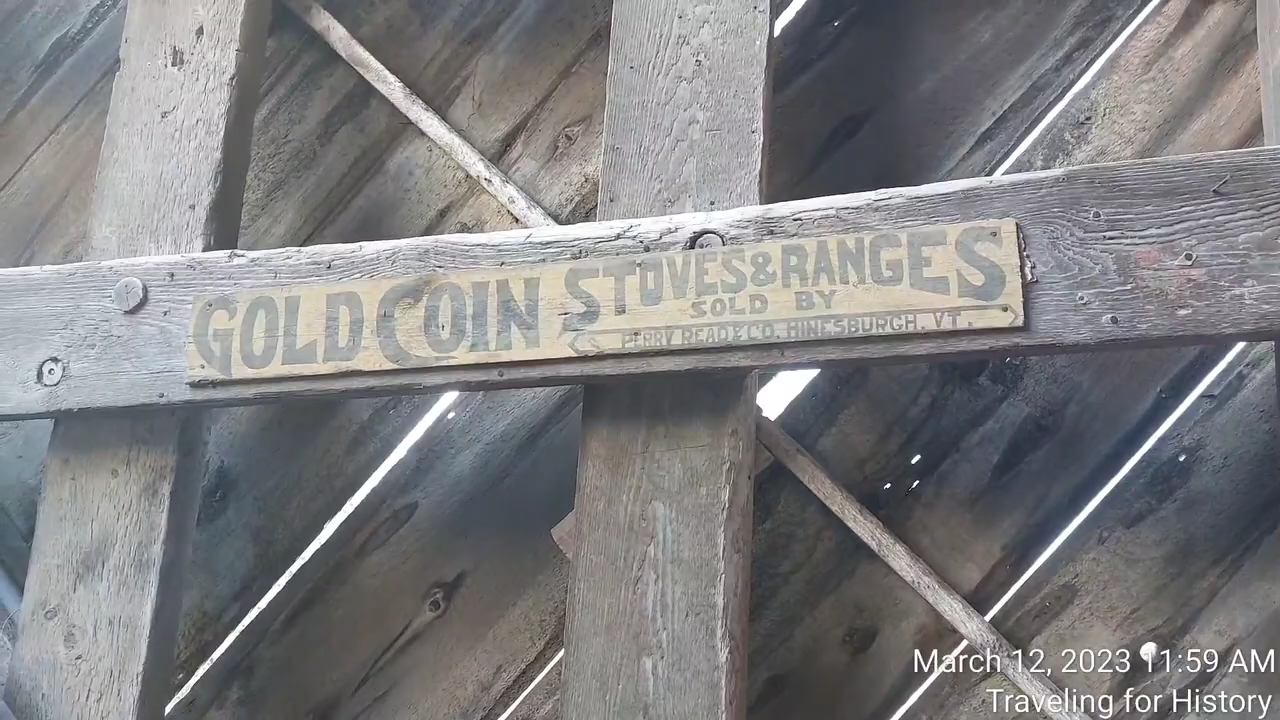 GOLD COIN STOVES & RANGES
SOLD BY
PERRY READ & CO. HINESBURGH, VT.
March 12, 2023 11:59 AM
Traveling for History